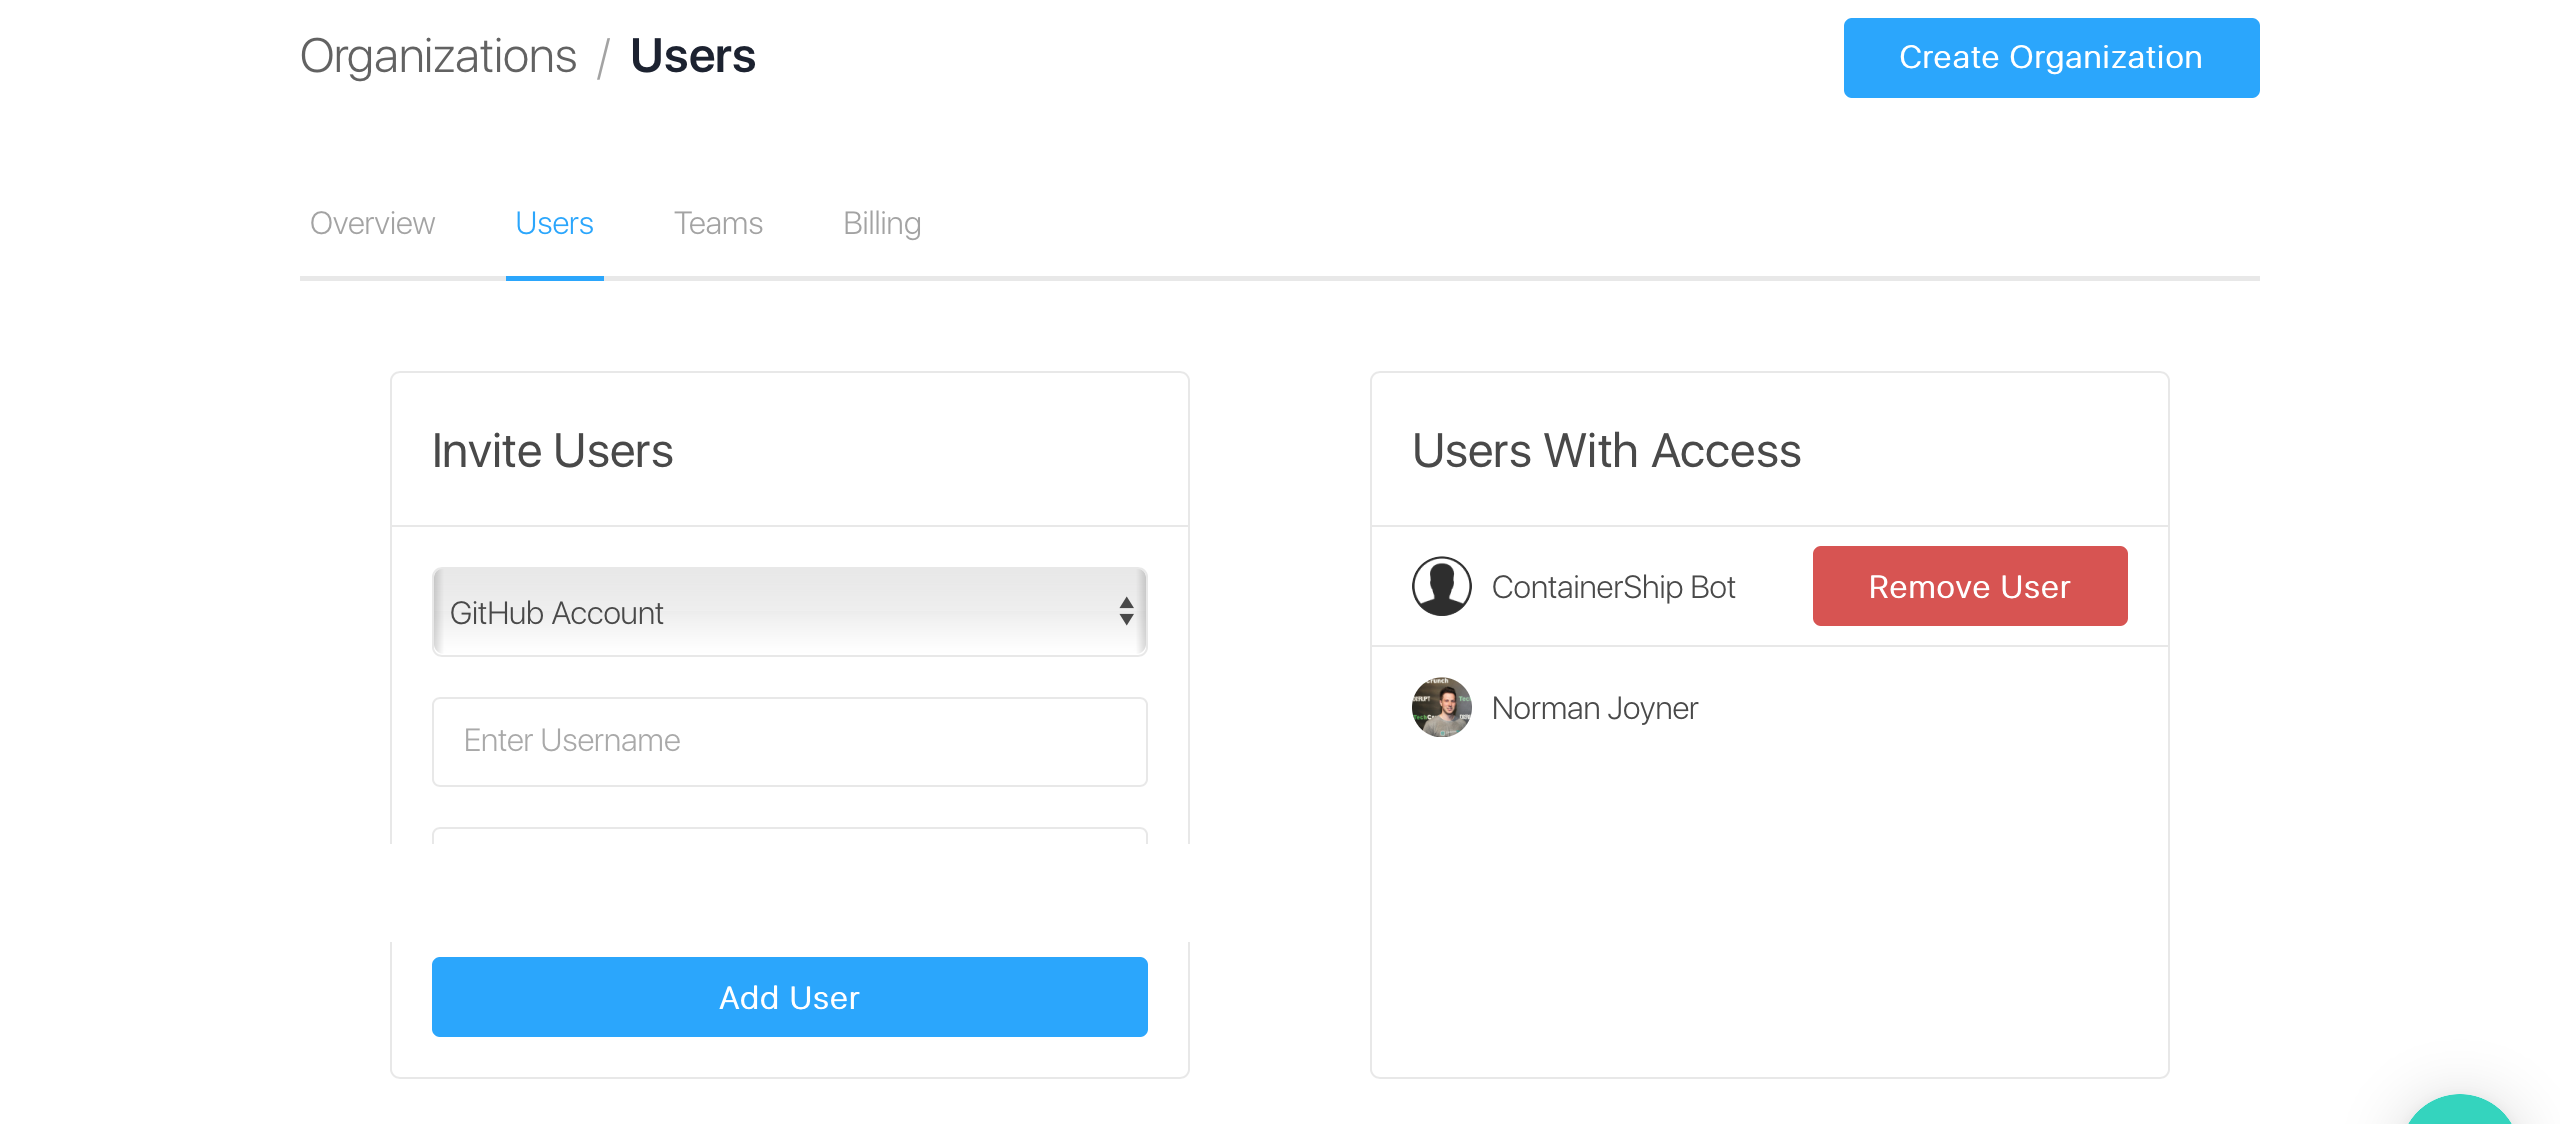 Organizations / Users
Create Organization
Overview
Users
Teams
Billing
Invite Users
GitHub Account
Enter Username
Add User
Users With Access
ContainerShip Bot
Remove User
Norman Joyner